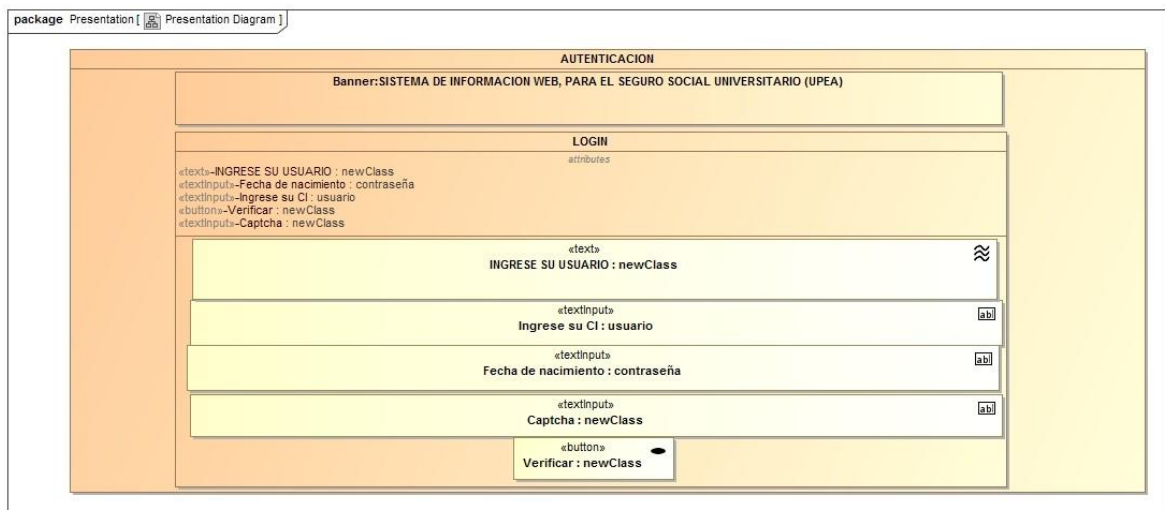 package Presentation [ Presentation Diagram ]
AUTENTICACION
Banner:SISTEMA DE INFORMACION WEB, PARA EL SEGURO SOCIAL UNIVERSITARIO (UPEA)
LOGIN
attributes
«text»-INGRESE SU USUARIO : newClass
«textInput»-Fecha de nacimiento : contraseña
«textInput»-Ingrese su CI : usuario
«button»-Verificar : newClass
«textInput»-Captcha : newClass
«text»
INGRESE SU USUARIO : newClass
«textInput»
Ingrese su CI : usuario
ab
«textInput»
Fecha de nacimiento : contraseña
ab
«textInput»
Captcha : newClass
ab
«button»
Verificar : newClass